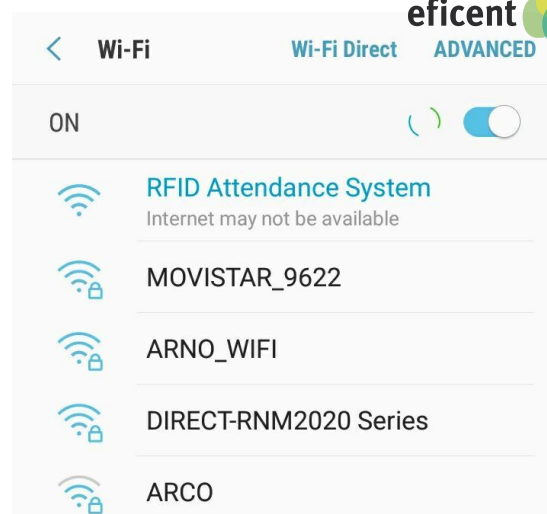 eficent
Wi-Fi Wi-Fi Direct ADVANCED
ON
RFID Attendance System
Internet may not be available
MOVISTAR_9622
ARNO_WIFI
DIRECT-RNM2020 Series
ARCO